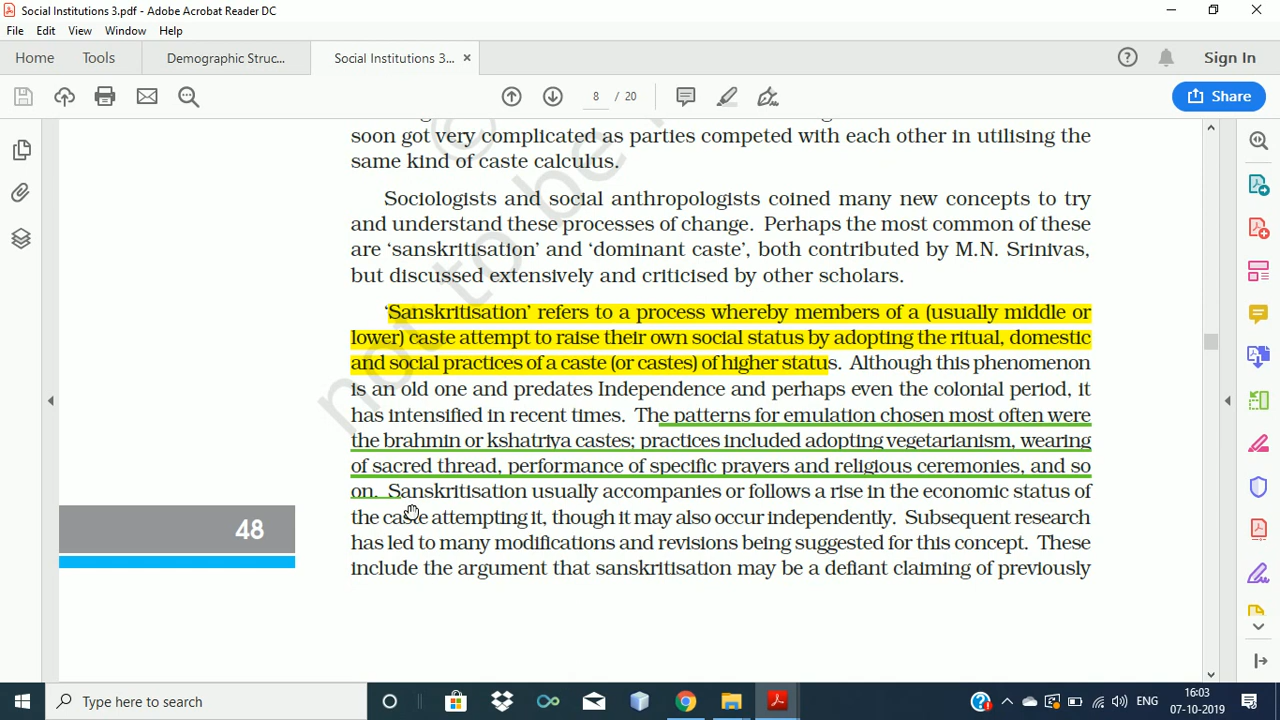 Social Institutions 3.pdf - Adobe Acrobat Reader DC
File Edit View Window Help
Home Tools Demographic Struc... Social Institutions 3... × Sign In
8 / 20 Share
soon got very complicated as parties competed with each other in utilising the
same kind of caste calculus.
Sociologists and social anthropologists coined many new concepts to try
and understand these processes of change. Perhaps the most common of these
are ‘sanskritisation’ and ‘dominant caste’, both contributed by M.N. Srinivas,
but discussed extensively and criticised by other scholars.
‘Sanskritisation’ refers to a process whereby members of a (usually middle or
lower) caste attempt to raise their own social status by adopting the ritual, domestic
and social practices of a caste (or castes) of higher status. Although this phenomenon
is an old one and predates Independence and perhaps even the colonial period, it
has intensified in recent times. The patterns for emulation chosen most often were
the brahmin or kshatriya castes; practices included adopting vegetarianism, wearing
of sacred thread, performance of specific prayers and religious ceremonies, and so
on. Sanskritisation usually accompanies or follows a rise in the economic status of
the caste attempting it, though it may also occur independently. Subsequent research
has led to many modifications and revisions being suggested for this concept. These
include the argument that sanskritisation may be a defiant claiming of previously
48
© not to be
Type here to search
ENG
16:03
07-10-2019